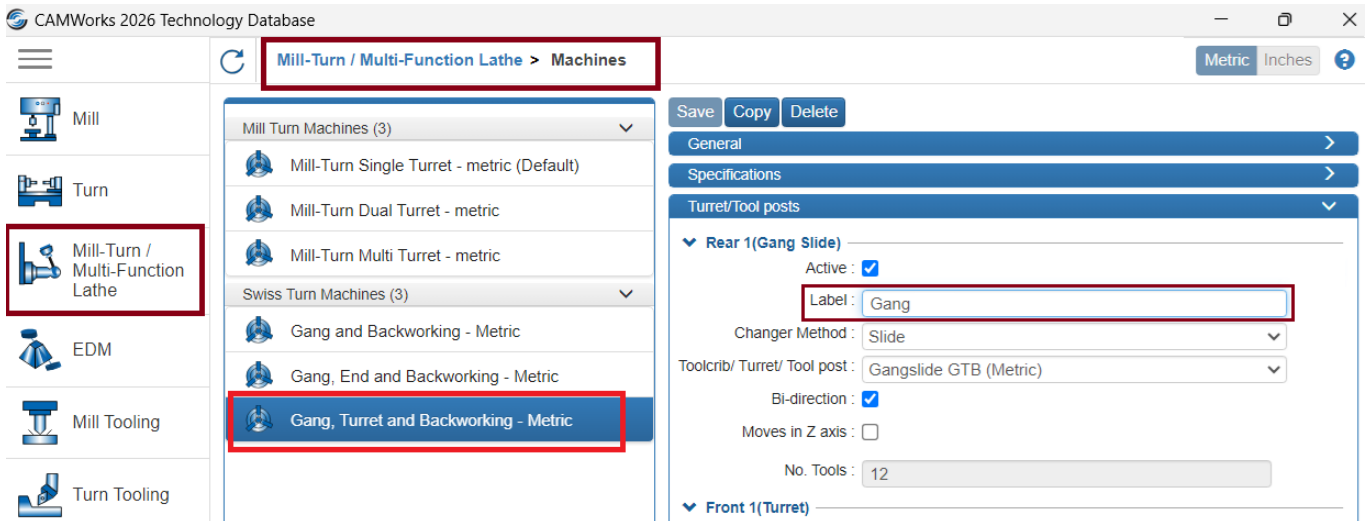 CAMWorks 2026 Technology Database
Mill-Turn / Multi-Function Lathe > Machines
Metric Inches ?
Mill
Turn
Mill-Turn /
Multi-Function
Lathe
EDM
Mill Tooling
Turn Tooling
Mill Turn Machines (3)
Mill-Turn Single Turret - metric (Default)
Mill-Turn Dual Turret - metric
Mill-Turn Multi Turret - metric
Swiss Turn Machines (3)
Gang and Backworking - Metric
Gang, End and Backworking - Metric
Gang, Turret and Backworking - Metric
Save Copy Delete
General
Specifications
Turret/Tool posts
Rear 1(Gang Slide)
Active :
Label : Gang
Changer Method : Slide
Toolcrib/ Turret/ Tool post : Gangslide GTB (Metric)
Bi-direction :
Moves in Z axis :
No. Tools : 12
Front 1(Turret)